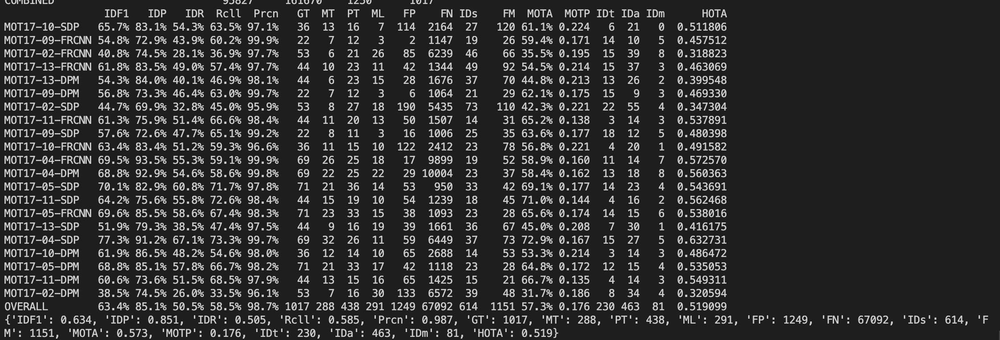 COMBINED 95827 161670 1250 1017
IDF1 IDP IDR Rcll Prcn GT MT PT ML FP FN IDs FM MOTA MOTP IDt IDa IDm HOTA
MOT17-10-SDP 65.7% 83.1% 54.3% 63.5% 97.1% 36 13 16 7 114 2164 27 120 61.1% 0.224 6 21 0 0.511806
MOT17-09-FRCNN 54.8% 72.9% 43.9% 60.2% 99.9% 22 7 12 3 2 1147 19 26 59.4% 0.171 14 10 5 0.457512
MOT17-02-FRCNN 40.8% 74.5% 28.1% 36.9% 97.7% 53 6 21 26 85 6239 46 66 35.5% 0.195 15 39 8 0.318823
MOT17-13-FRCNN 61.8% 83.5% 49.0% 57.4% 97.7% 44 10 23 11 42 1344 49 92 54.5% 0.214 15 37 3 0.463069
MOT17-13-DPM 54.3% 84.0% 40.1% 46.9% 98.1% 44 6 23 15 28 1676 37 70 44.8% 0.213 13 26 2 0.399548
MOT17-09-DPM 56.8% 73.3% 46.4% 63.0% 99.7% 22 7 12 3 6 1064 21 29 62.1% 0.175 15 9 3 0.469330
MOT17-02-SDP 44.7% 69.9% 32.8% 45.0% 95.9% 53 8 27 18 190 5435 73 110 42.3% 0.221 22 55 4 0.347304
MOT17-11-FRCNN 61.3% 75.9% 51.4% 66.6% 98.4% 44 11 20 13 50 1507 14 31 65.2% 0.138 3 14 3 0.537891
MOT17-09-SDP 57.6% 72.6% 47.7% 65.1% 99.2% 22 8 11 3 16 1006 25 35 63.6% 0.177 18 12 5 0.480398
MOT17-10-FRCNN 63.4% 83.4% 51.2% 59.3% 96.6% 36 11 15 10 122 2412 23 78 56.8% 0.221 4 20 1 0.491582
MOT17-04-FRCNN 69.5% 93.5% 55.3% 59.1% 99.9% 69 26 25 18 17 9899 19 52 58.9% 0.160 11 14 7 0.572570
MOT17-04-DPM 68.8% 92.9% 54.6% 58.6% 99.8% 69 22 25 22 29 10004 23 37 58.4% 0.162 13 18 8 0.560363
MOT17-05-SDP 70.1% 82.9% 60.8% 71.7% 97.8% 71 21 36 14 53 950 33 42 69.1% 0.177 14 23 4 0.543691
MOT17-11-SDP 64.2% 75.6% 55.8% 72.6% 98.4% 44 15 19 10 54 1239 18 45 71.0% 0.144 4 16 2 0.562468
MOT17-05-FRCNN 69.6% 85.5% 58.6% 67.4% 98.3% 71 23 33 15 38 1093 23 28 65.6% 0.174 14 15 6 0.538016
MOT17-13-SDP 51.9% 79.3% 38.5% 47.4% 97.5% 44 9 16 19 39 1661 36 67 45.0% 0.208 7 30 1 0.416175
MOT17-04-SDP 77.3% 91.2% 67.1% 73.3% 99.7% 69 32 26 11 59 6449 37 73 72.9% 0.167 15 27 5 0.632731
MOT17-10-DPM 61.9% 86.5% 48.2% 54.6% 98.0% 36 12 14 10 65 2688 14 53 53.3% 0.214 3 14 3 0.486472
MOT17-05-DPM 68.8% 85.1% 57.8% 66.7% 98.2% 71 21 33 17 42 1118 23 28 64.8% 0.172 12 15 4 0.535053
MOT17-11-DPM 60.6% 73.6% 51.5% 68.5% 97.9% 44 13 15 16 65 1425 15 21 66.7% 0.135 4 14 3 0.549311
MOT17-02-DPM 38.5% 74.5% 26.0% 33.5% 96.1% 53 7 16 30 133 6572 39 48 31.7% 0.186 8 34 4 0.320594
OVERALL 63.4% 85.1% 50.5% 58.5% 98.7% 1017 288 438 291 1249 67092 614 1151 57.3% 0.176 230 463 81 0.519099
{'IDF1': 0.634, 'IDP': 0.851, 'IDR': 0.505, 'Rcll': 0.585, 'Prcn': 0.987, 'GT': 1017, 'MT': 288, 'PT': 438, 'ML': 291, 'FP': 1249, 'FN': 67092, 'IDs': 614, 'F
M': 1151, 'MOTA': 0.573, 'MOTP': 0.176, 'IDt': 230, 'IDa': 463, 'IDm': 81, 'HOTA': 0.519}